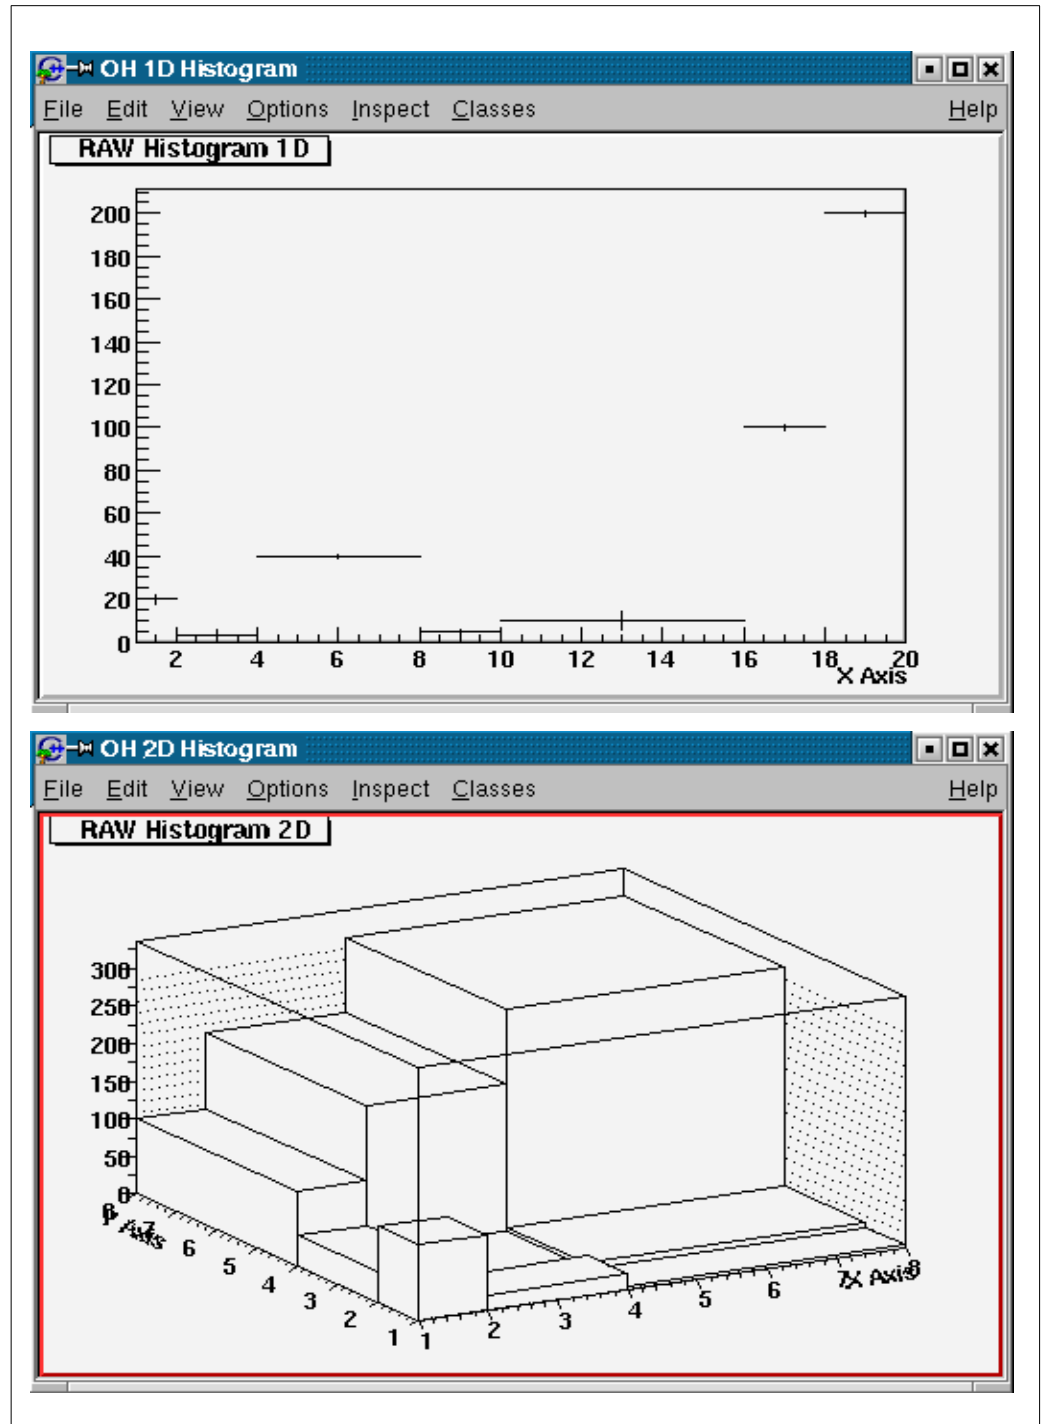 OH 1D Histogram
File Edit View Options Inspect Classes Help
RAW Histogram 1D
200
180
160
140
120
100
80
60
40
20
0
2 4 6 8 10 12 14 16 18 20
X Axis
OH 2D Histogram
File Edit View Options Inspect Classes Help
RAW Histogram 2D
300
250
200
150
100
50
0
8 7 6 5 4 3 2 1
Y Axis
1 2 3 4 5 6 7 8
X Axis